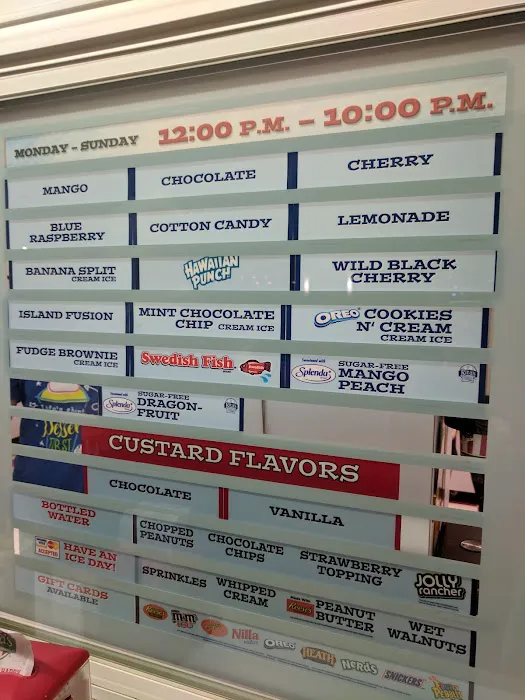 MONDAY – SUNDAY 12:00 P.M. – 10:00 P.M.
MANGO
CHOCOLATE
CHERRY
BLUE
RASPBERRY
COTTON CANDY
LEMONADE
BANANA SPLIT
CREAM ICE
HAWAIIAN
PUNCH
WILD BLACK
CHERRY
ISLAND FUSION
MINT CHOCOLATE
CHIP CREAM ICE
OREO COOKIES
N' CREAM
CREAM ICE
FUDGE BROWNIE
CREAM ICE
Swedish Fish
Splenda
SUGAR-FREE
MANGO
PEACH
Splenda
SUGAR-FREE
DRAGON-
FRUIT
CUSTARD FLAVORS
CHOCOLATE
VANILLA
BOTTLED
WATER
CHOPPED
PEANUTS
CHOCOLATE
CHIPS
STRAWBERRY
TOPPING
JOLLY
rancher
HAVE AN
ICE DAY!
SPRINKLES
WHIPPED
CREAM
Reese's
PEANUT
BUTTER
WET
WALNUTS
GIFT CARDS
AVAILABLE
Reese's
m&m's
Nilla
OREO
HEATH
Nerds
SNICKERS